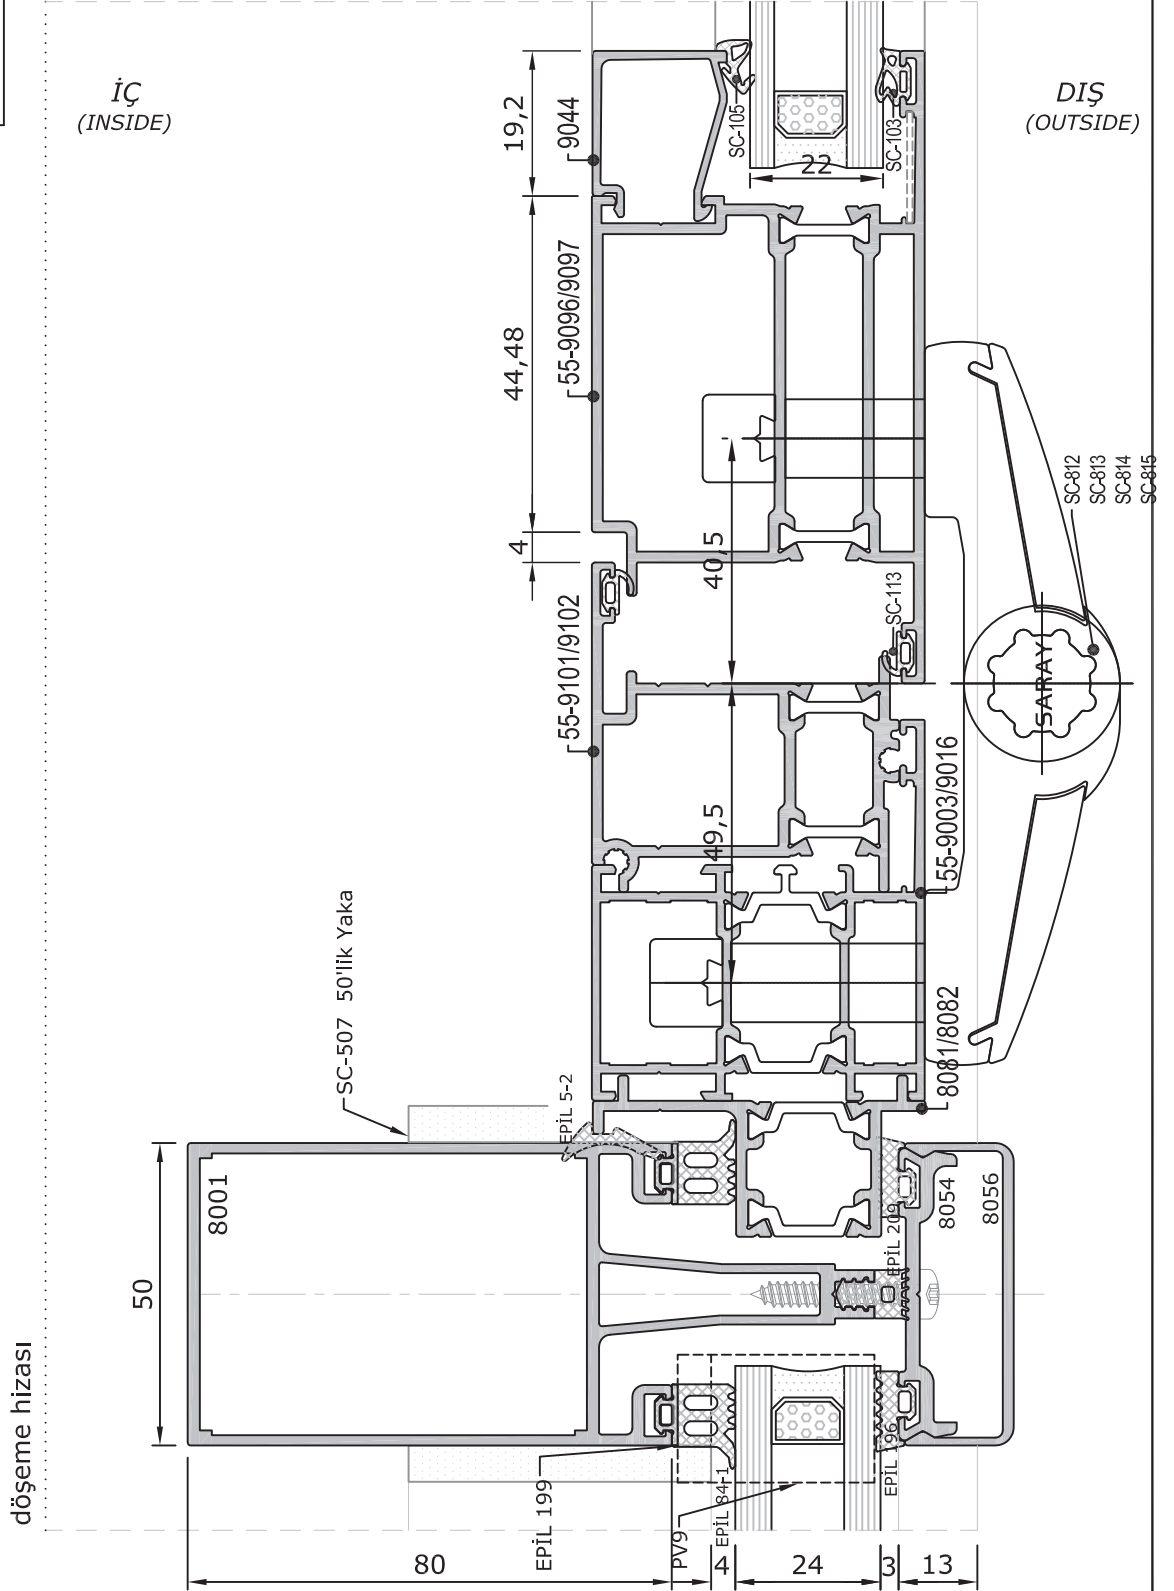 İÇ
(INSIDE)
DIŞ
(OUTSIDE)
19,2
9044
SC-105
SC-103
22
44,48
55-9096/9097
4
40,5
SC-812
SC-813
SC-814
SC-815
SC-113
55-9101/9102
SARAY
49,5
55-9003/9016
SC-507 50'lik Yaka
8081/8082
EPİL 5-2
8001
8054
8056
EPİL 209
50
döşeme hizası
EPİL 199
PV9
EPİL 84-1
EPİL 196
80
4
24
3
13